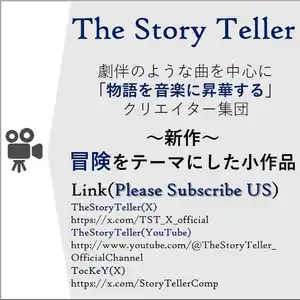 The Story Teller
劇伴のような曲を中心に
「物語を音楽に昇華する」
クリエイター集団
～新作～
冒険をテーマにした小作品
Link(Please Subscribe US)
TheStoryTeller(X)
https://x.com/TST_X_official
TheStoryTeller(YouTube)
http://www.youtube.com/@TheStoryTeller_
OfficialChannel
TocKeY(X)
https://x.com/StoryTellerComp